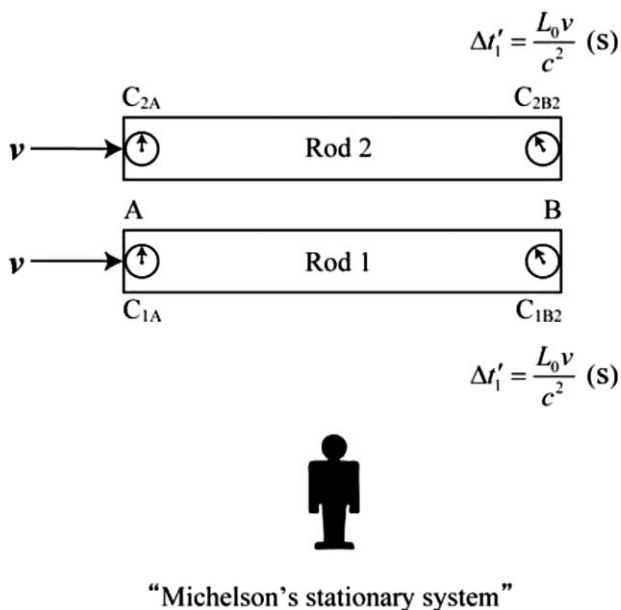 Δt′₁ = L₀v / c² (s)
C₂A C₂B2
v Rod 2
A B
v Rod 1
C₁A C₁B2
Δt′₁ = L₀v / c² (s)
“Michelson’s stationary system”